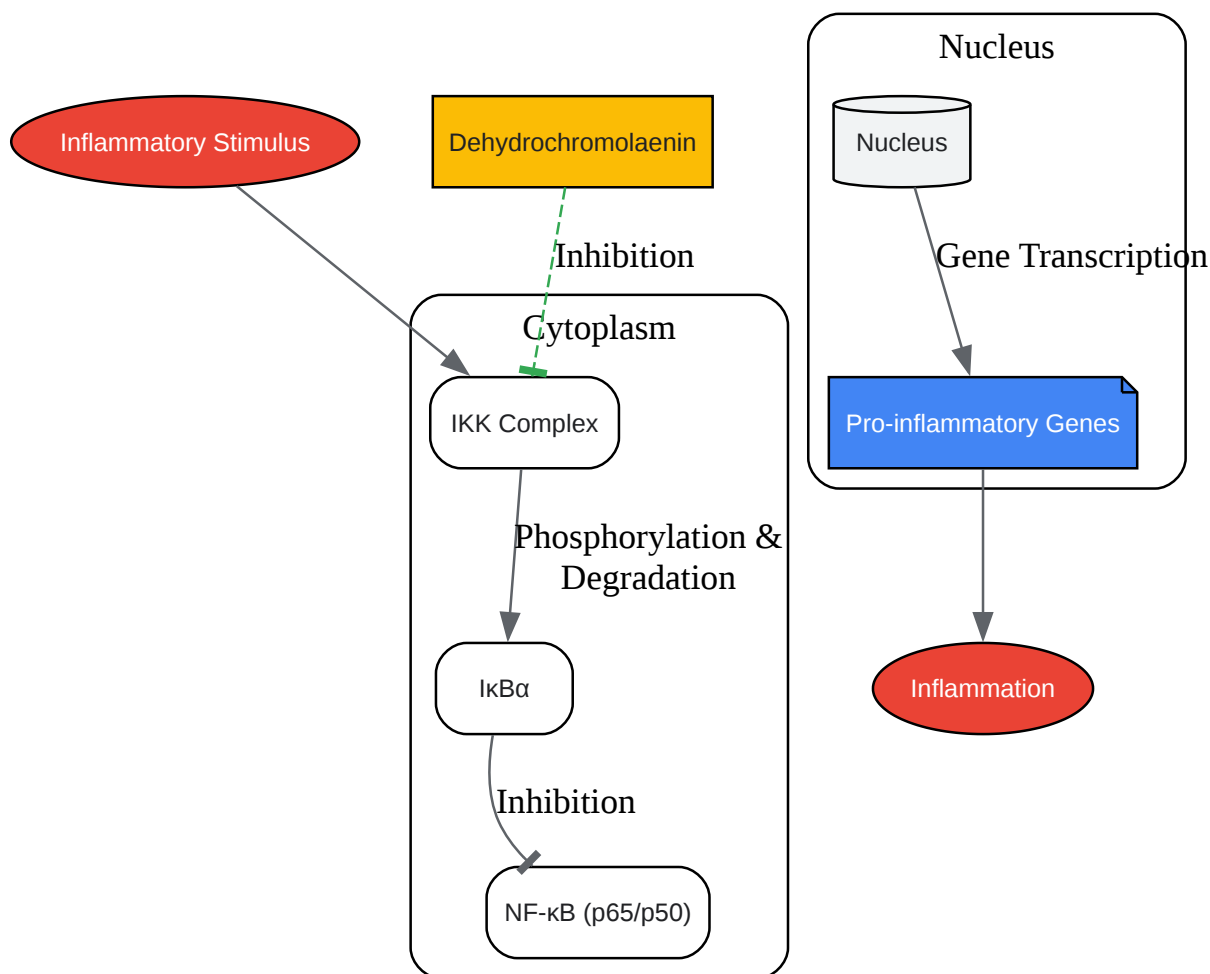 Nucleus
Inflammatory Stimulus
Dehydrochromolaenin
Nucleus
Inhibition
Gene Transcription
Cytoplasm
IKK Complex
Pro-inflammatory Genes
Phosphorylation &
Degradation
IκBα
Inflammation
Inhibition
NF-κB (p65/p50)